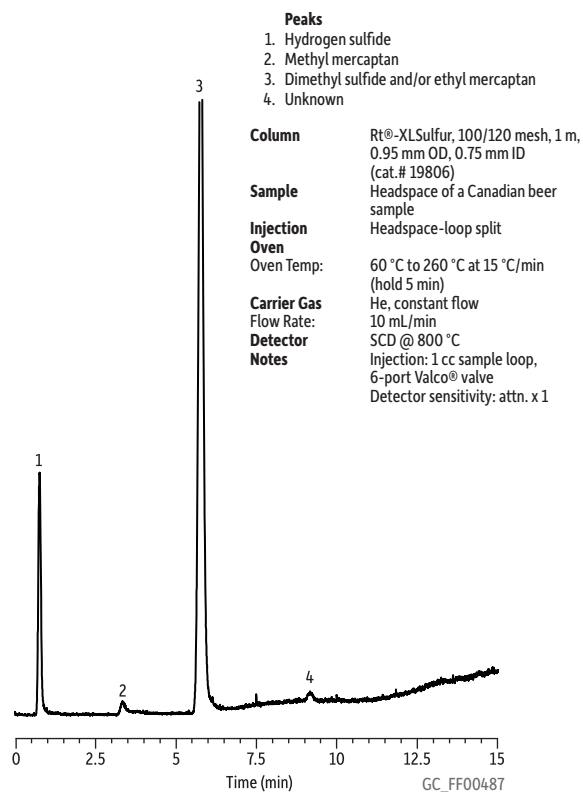 Peaks
1. Hydrogen sulfide
2. Methyl mercaptan
3. Dimethyl sulfide and/or ethyl mercaptan
4. Unknown
Column Rt®-XLSulfur, 100/120 mesh, 1 m,
0.95 mm OD, 0.75 mm ID
(cat.# 19806)
Sample Headspace of a Canadian beer
sample
Injection Headspace-loop split
Oven
Oven Temp: 60 °C to 260 °C at 15 °C/min
(hold 5 min)
Carrier Gas He, constant flow
Flow Rate: 10 mL/min
Detector SCD @ 800 °C
Notes Injection: 1 cc sample loop,
6-port Valco® valve
Detector sensitivity: attn. x 1
3
1
2
4
0 2.5 5 7.5 10 12.5 15
Time (min)
GC_FF00487